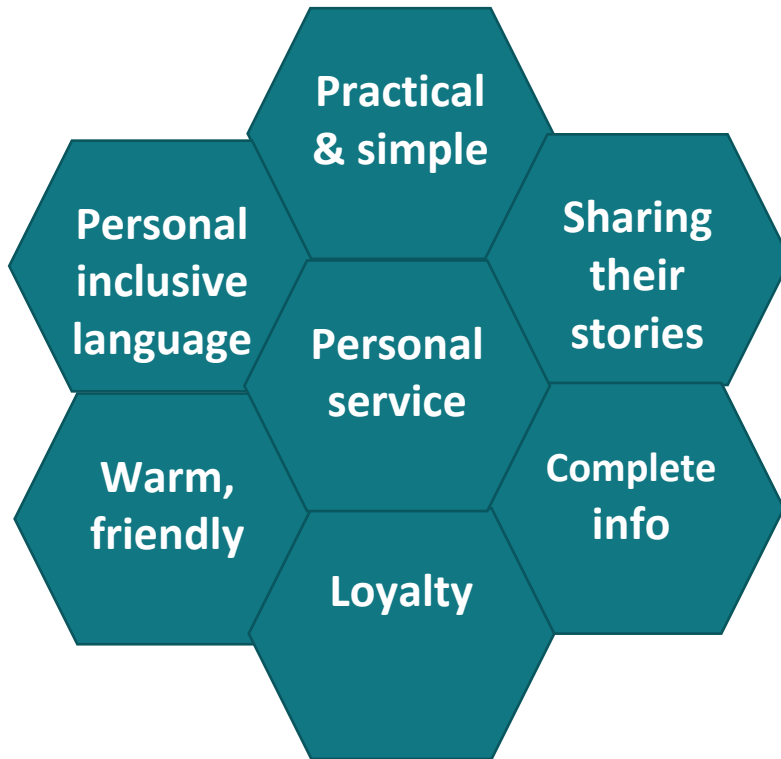 Practical
& simple
Personal
inclusive
language
Sharing
their
stories
Personal
service
Warm,
friendly
Complete
info
Loyalty